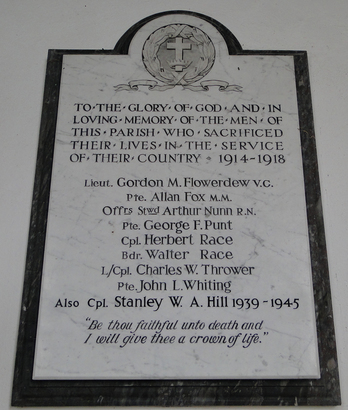 TO·THE·GLORY·OF·GOD·AND·IN
LOVING·MEMORY·OF·THE·MEN·OF
THIS·PARISH·WHO·SACRIFICED
THEIR·LIVES·IN·THE·SERVICE
OF·THEIR·COUNTRY · 1914-1918
Lieut. Gordon M. Flowerdew V.C.
Pte. Allan Fox M.M.
Offrs Stwd Arthur Nunn R.N.
Pte. George F. Punt
Cpl. Herbert Race
Bdr. Walter Race
L/Cpl. Charles W. Thrower
Pte. John L. Whiting
Also Cpl. Stanley W. A. Hill 1939-1945
"Be thou faithful unto death and
I will give thee a crown of life."